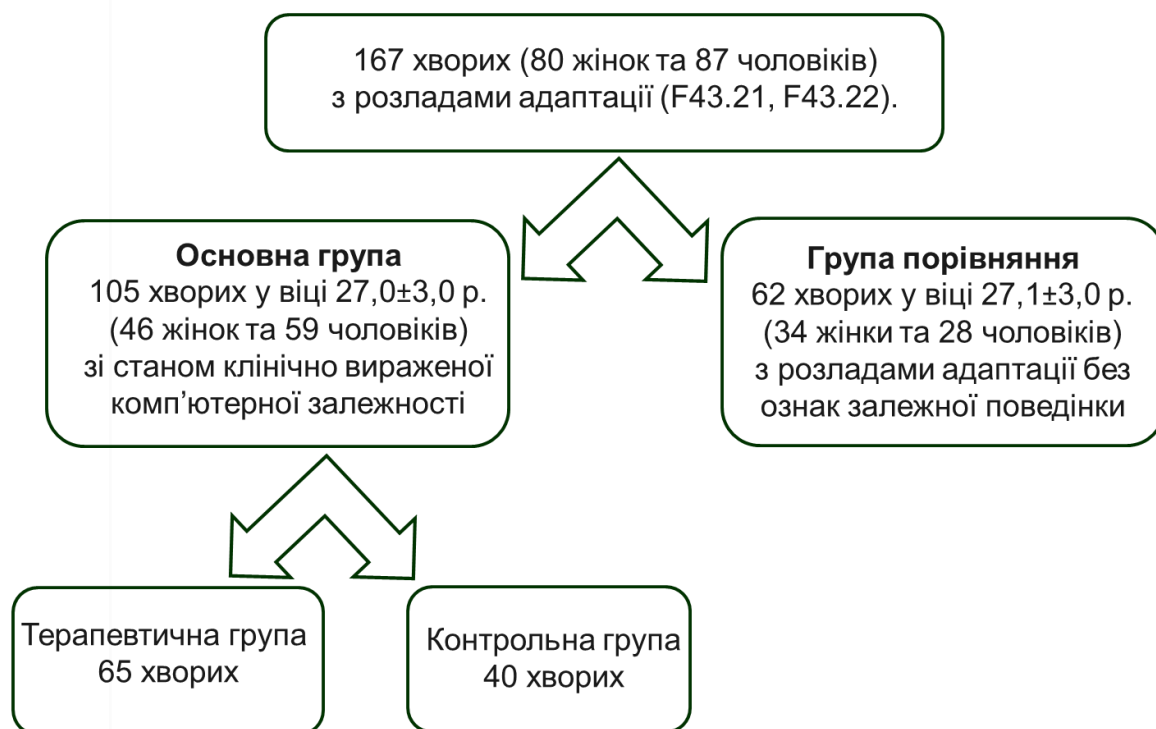 167 хворих (80 жінок та 87 чоловіків)
з розладами адаптації (F43.21, F43.22).
Основна група
105 хворих у віці 27,0±3,0 р.
(46 жінок та 59 чоловіків)
зі станом клінічно вираженої
комп’ютерної залежності
Група порівняння
62 хворих у віці 27,1±3,0 р.
(34 жінки та 28 чоловіків)
з розладами адаптації без
ознак залежної поведінки
Терапевтична група
65 хворих
Контрольна група
40 хворих